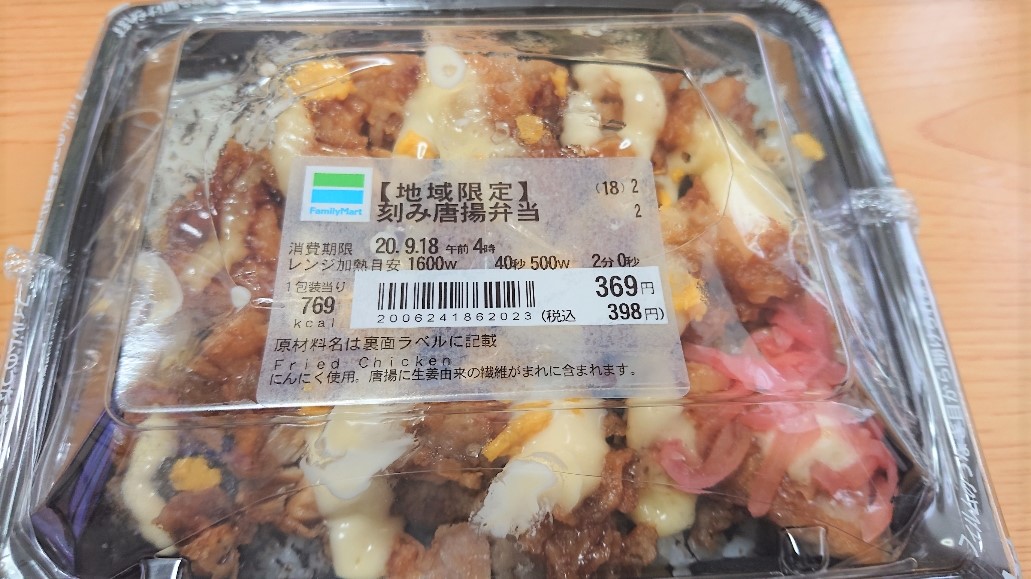 FamilyMart
【地域限定】
刻み唐揚弁当
(18) 2
2
消費期限 20. 9.18 午前 4時
レンジ加熱目安 1600w 40秒 500w 2分 0秒
1包装当り
769
kcal
369円
2006241862023 (税込 398円)
原材料名は裏面ラベルに記載
Fried Chicken
にんにく使用。唐揚に生姜由来の繊維がまれに含まれます。